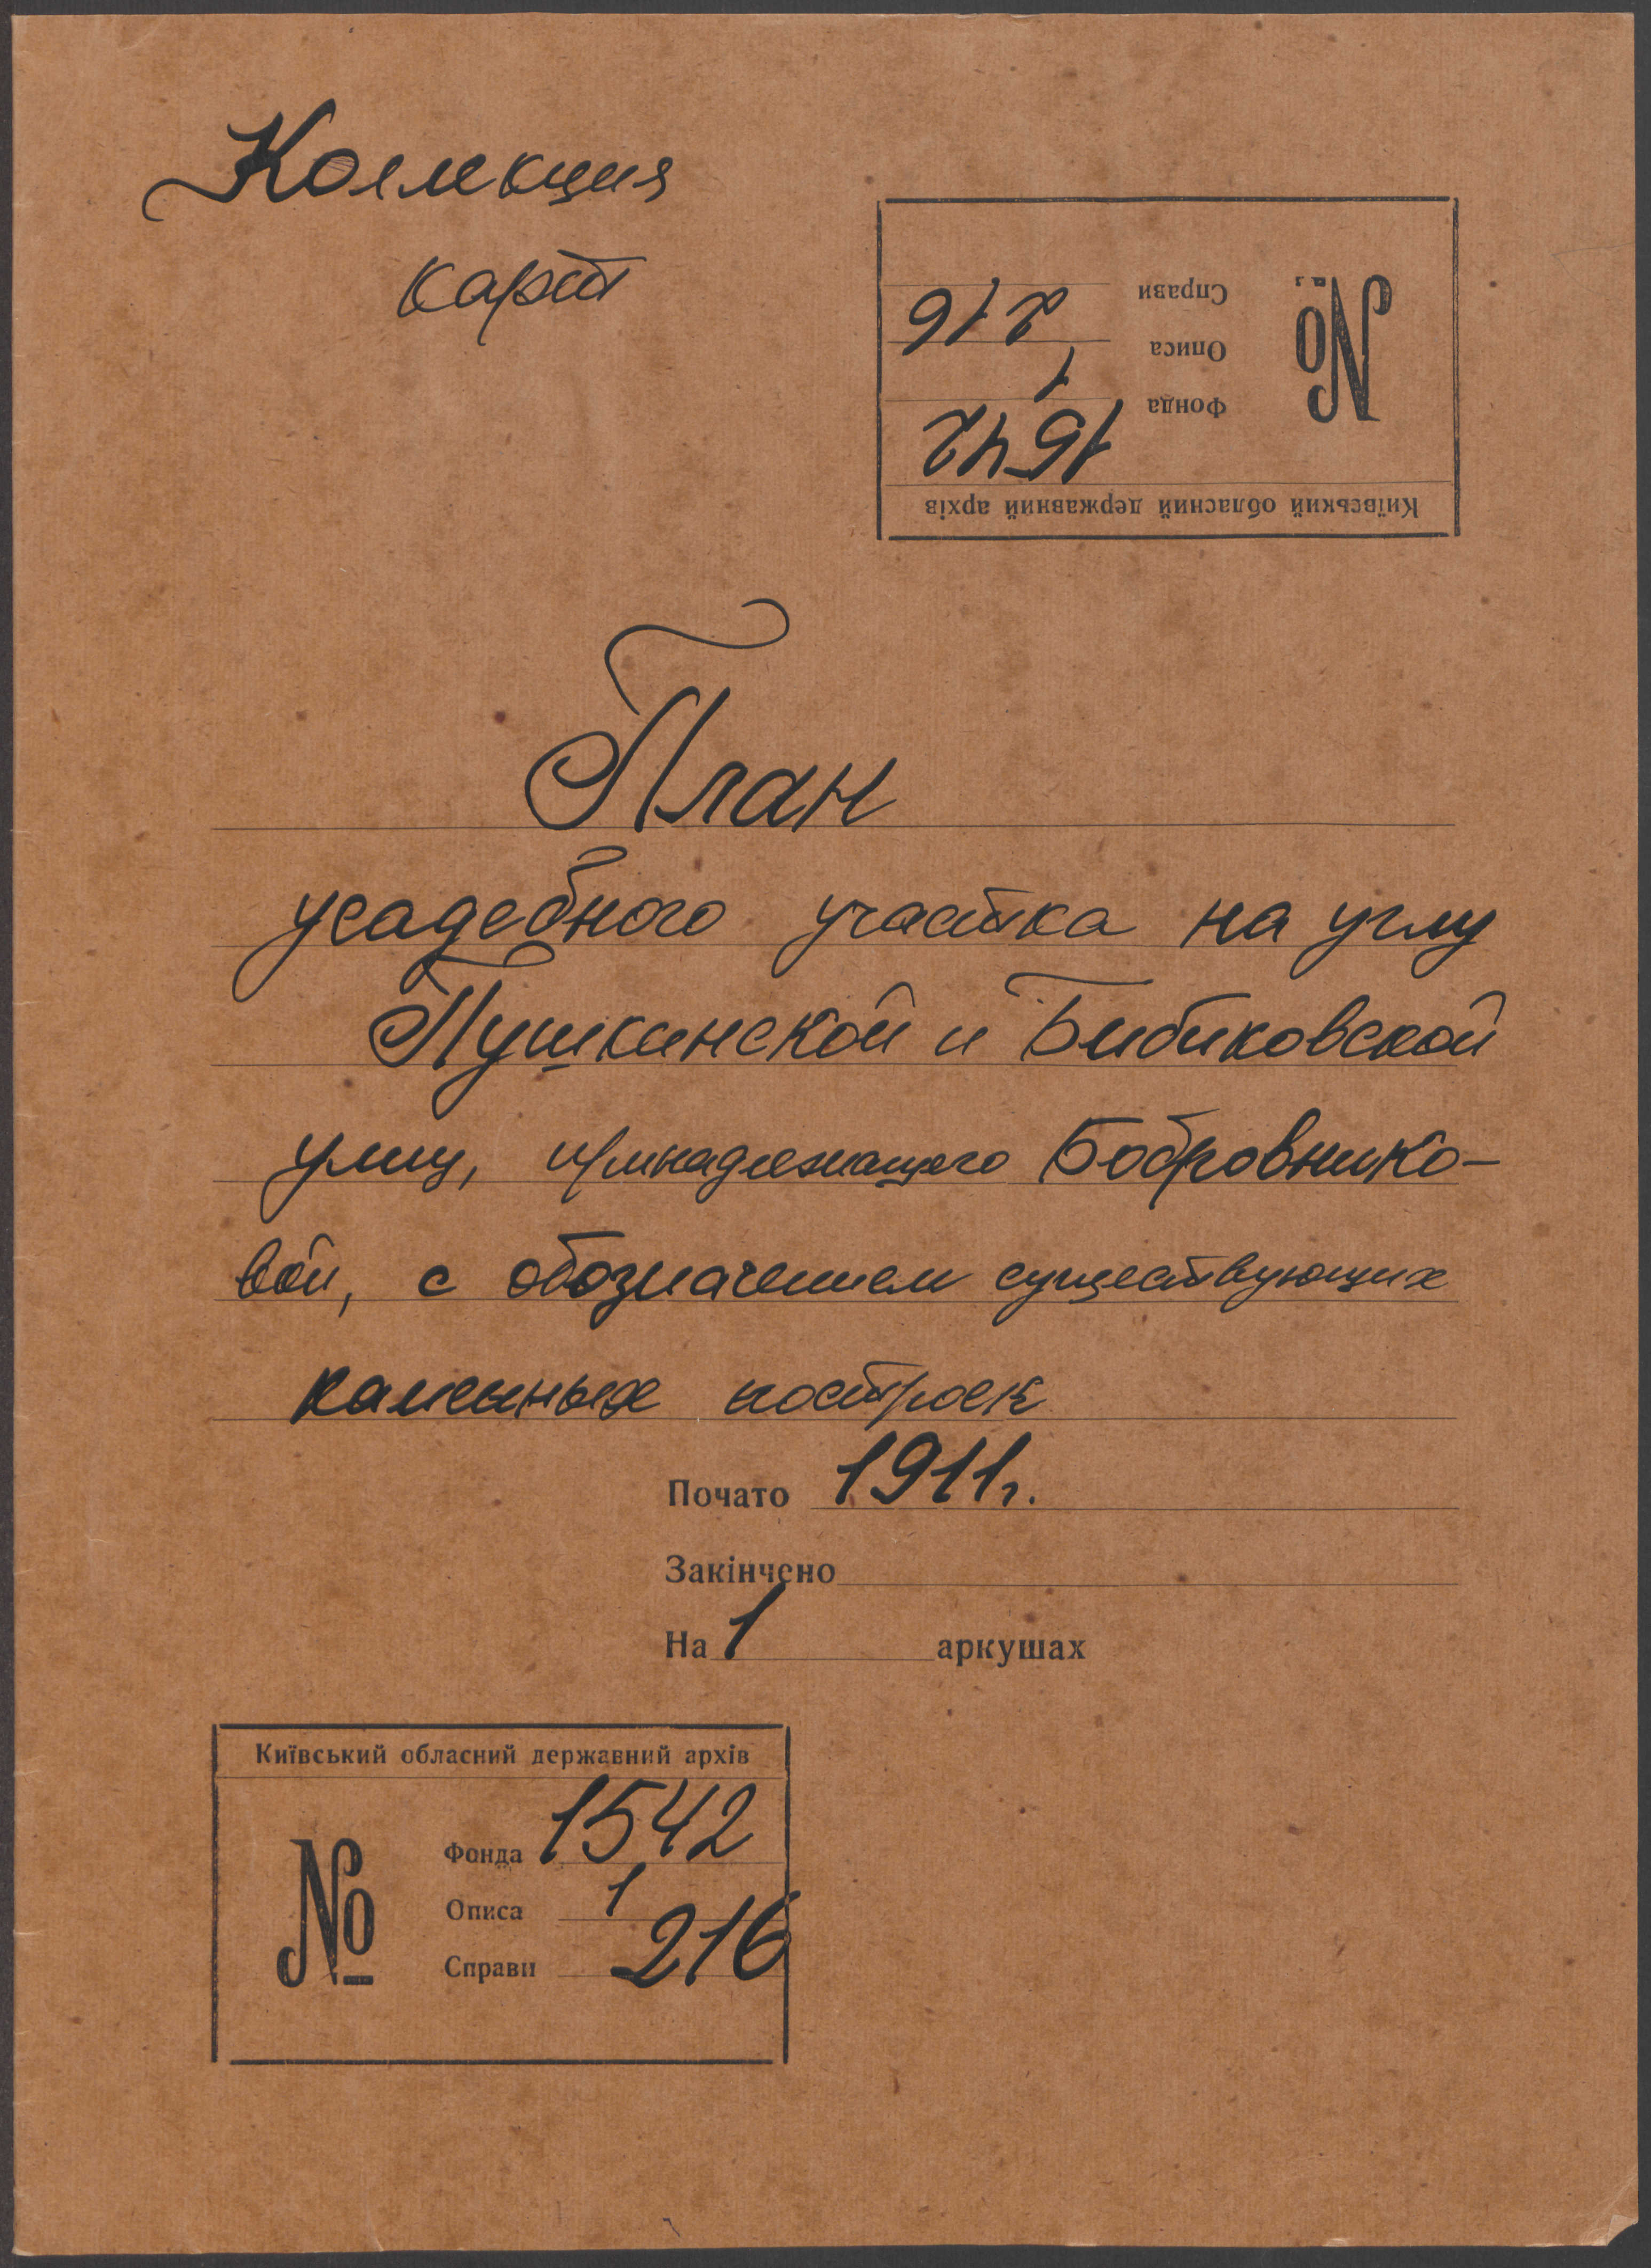 Коллекция
карт
Київський обласний державний архів
№
Фонда 1542
Описа 1
Справи 216
План
усадебного участка на углу
Пушкинской и Бибиковской
улиц, принадлежащего Бобровнико-
вой, с обозначением существующих
каменных построек
Почато 1911г.
Закінчено
На 1 аркушах
Київський обласний державний архів
№
Фонда 1542
Описа 1
Справи 216